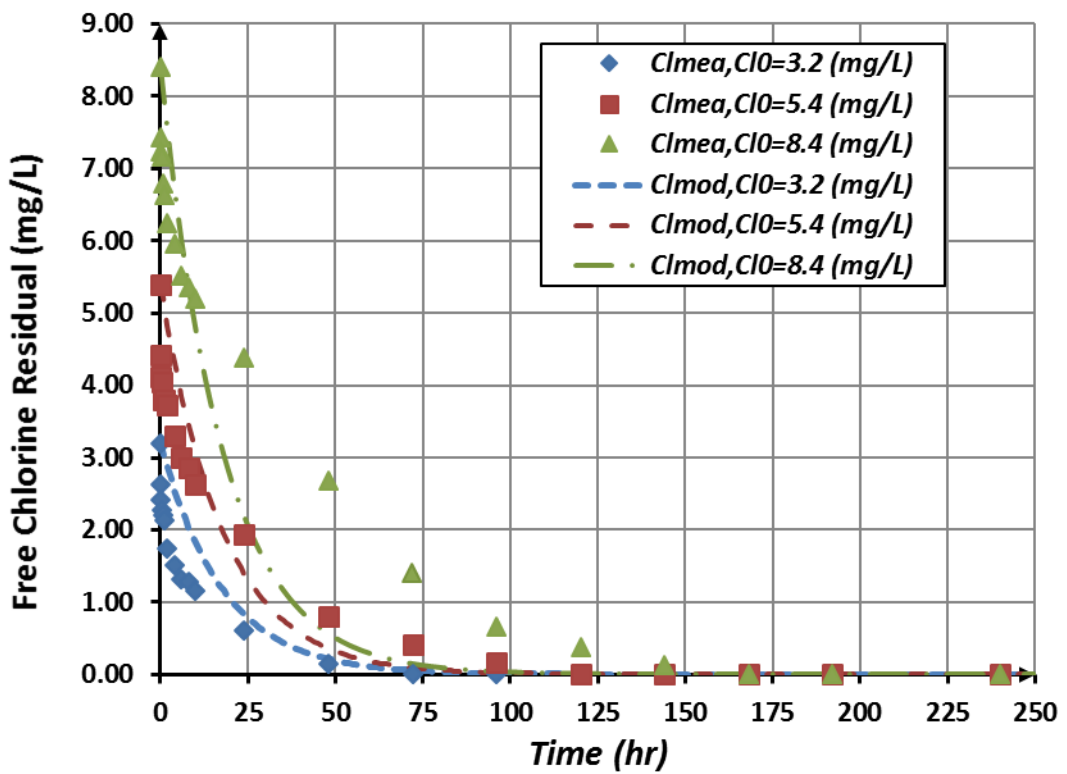 9.00
8.00
7.00
6.00
5.00
4.00
3.00
2.00
1.00
0.00
Free Chlorine Residual (mg/L)
Clmea,Cl0=3.2 (mg/L)
Clmea,Cl0=5.4 (mg/L)
Clmea,Cl0=8.4 (mg/L)
Clmod,Cl0=3.2 (mg/L)
Clmod,Cl0=5.4 (mg/L)
Clmod,Cl0=8.4 (mg/L)
0 25 50 75 100 125 150 175 200 225 250
Time (hr)